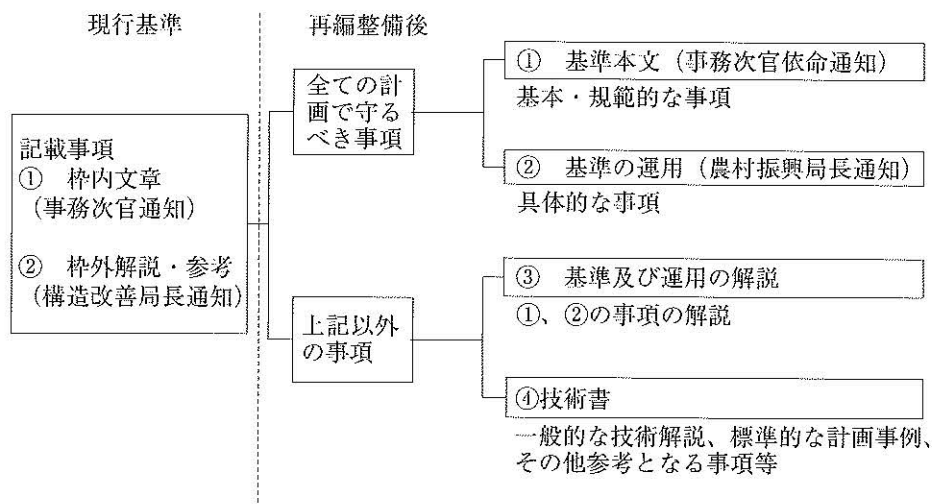 現行基準
再編整備後
記載事項
① 枠内文章
（事務次官通知）
② 枠外解説・参考
（構造改善局長通知）
全ての計
画で守る
べき事項
① 基準本文（事務次官依命通知）
基本・規範的な事項
② 基準の運用（農村振興局長通知）
具体的な事項
上記以外
の事項
③ 基準及び運用の解説
①、②の事項の解説
④技術書
一般的な技術解説、標準的な計画事例、
その他参考となる事項等